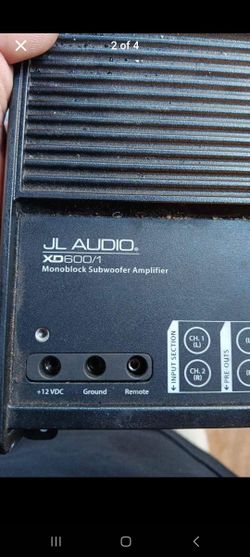 2 of 4
JL AUDIO®
XD600/1
Monoblock Subwoofer Amplifier
INPUT SECTION
CH. 1
(L)
CH. 2
(R)
PRE-OUTS
+12 VDC
Ground
Remote